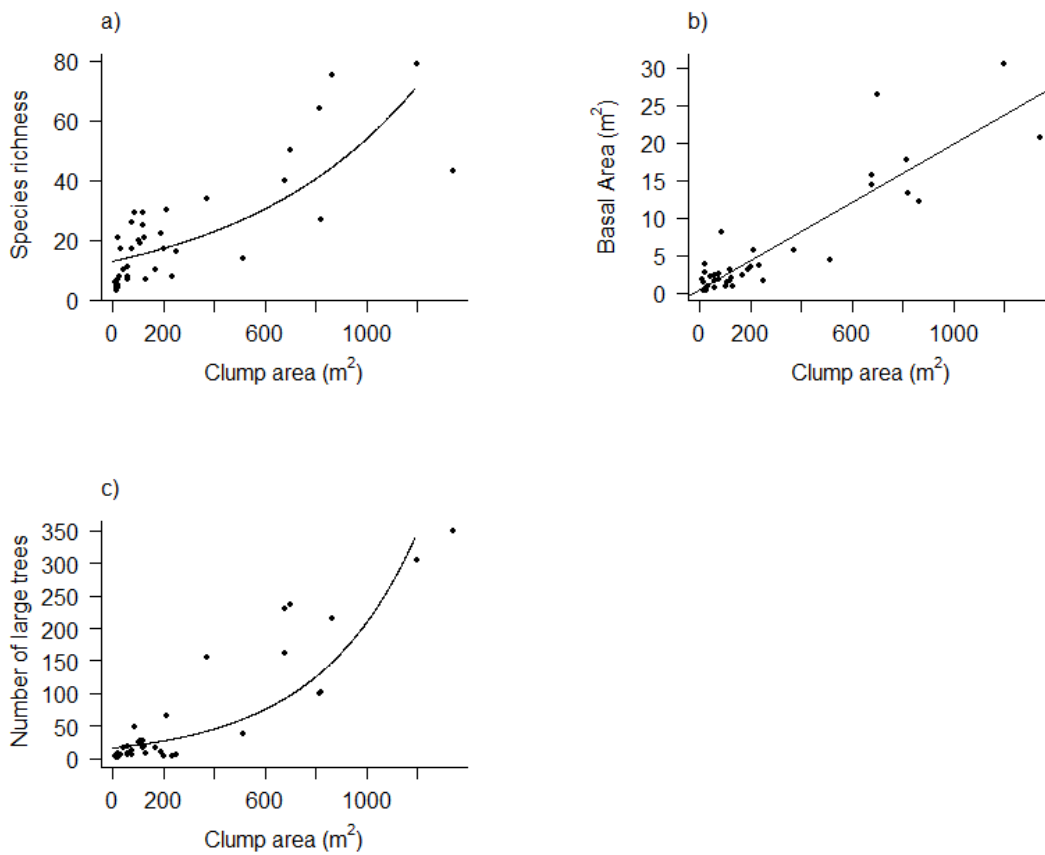 a)
80
60
40
20
0
Species richness
0 200 600 1000
Clump area (m²)
b)
30
25
20
15
10
5
0
Basal Area (m²)
0 200 600 1000
Clump area (m²)
c)
350
300
250
200
150
100
50
0
Number of large trees
0 200 600 1000
Clump area (m²)